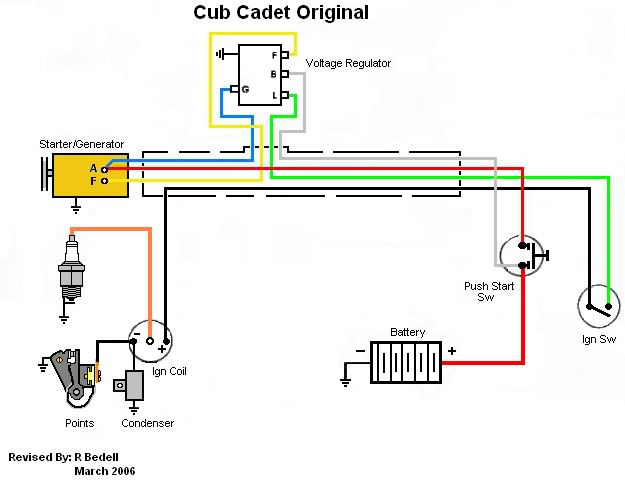 Cub Cadet Original
F
B
L
G
Voltage Regulator
Starter/Generator
A
F
Push Start
Sw
Ign Sw
Battery
-
+
-
+
Ign Coil
Points
Condenser
Revised By: R Bedell
March 2006